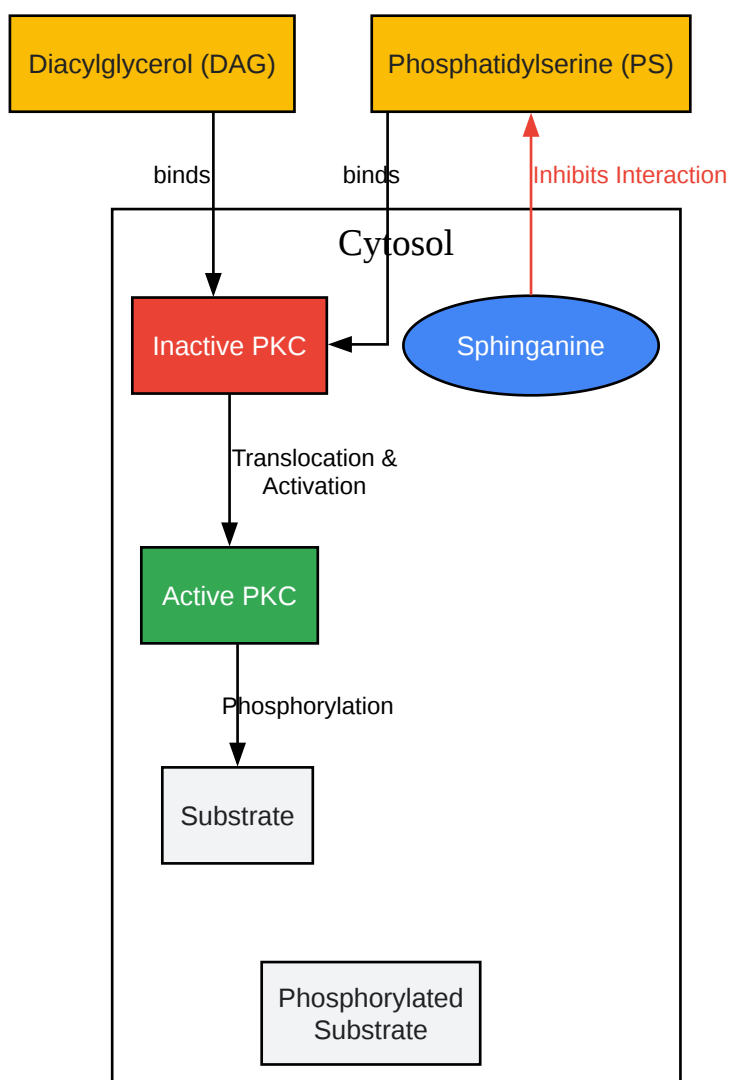 Diacylglycerol (DAG)
Phosphatidylserine (PS)
binds
binds
Inhibits Interaction
Cytosol
Inactive PKC
Sphinganine
Translocation &
Activation
Active PKC
Phosphorylation
Substrate
Phosphorylated
Substrate